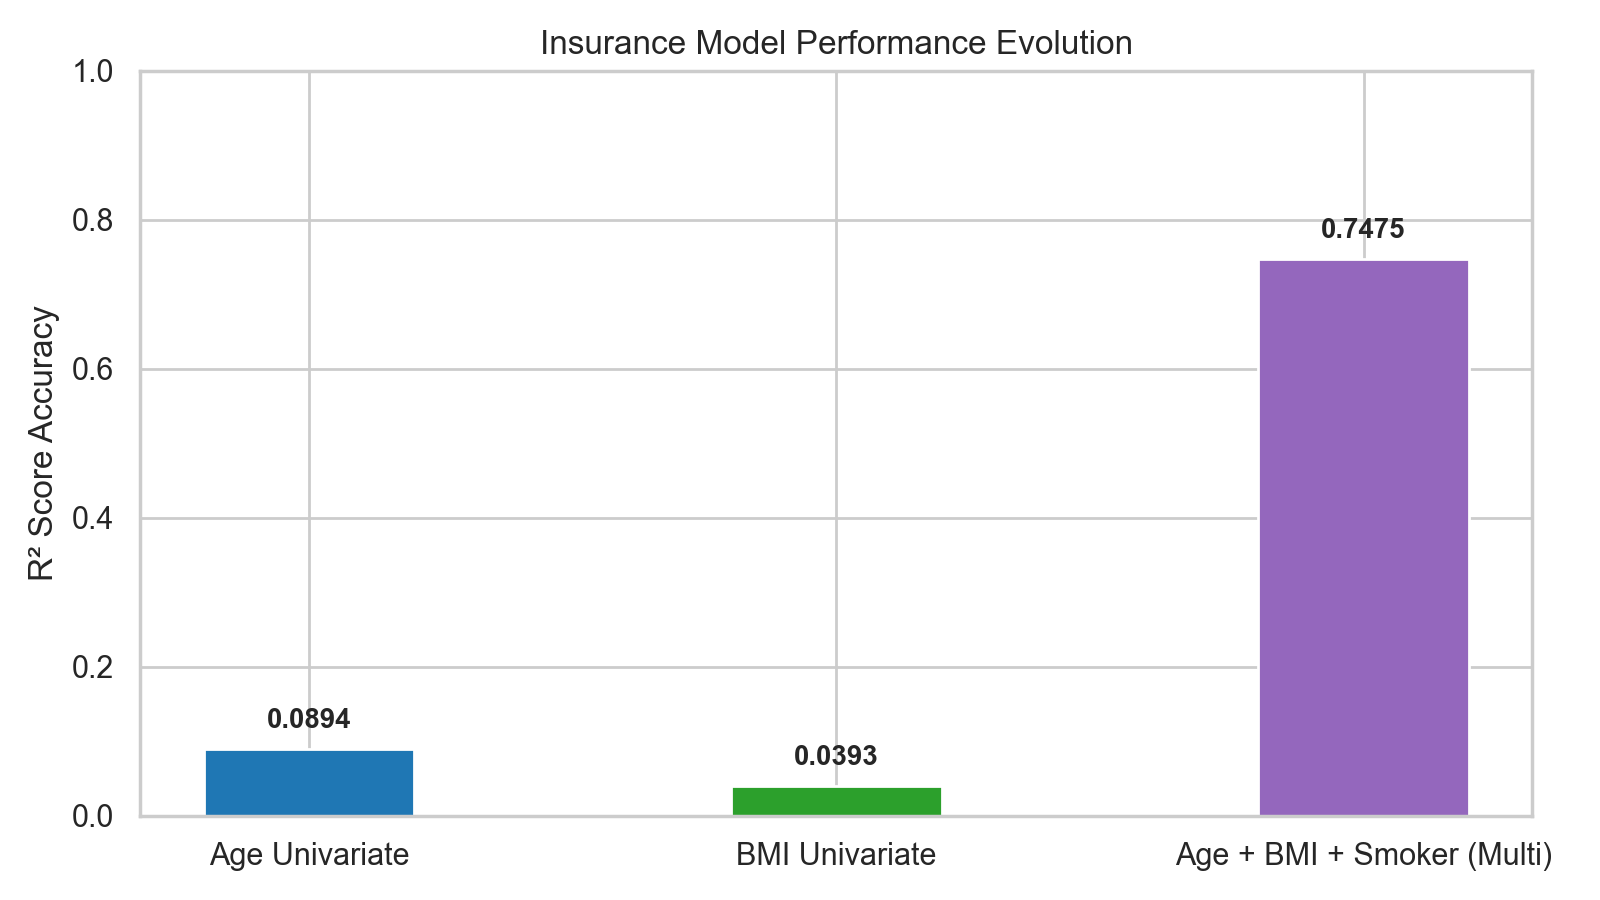 Insurance Model Performance Evolution
R² Score Accuracy
1.0
0.8
0.6
0.4
0.2
0.0
0.0894
0.0393
0.7475
Age Univariate
BMI Univariate
Age + BMI + Smoker (Multi)